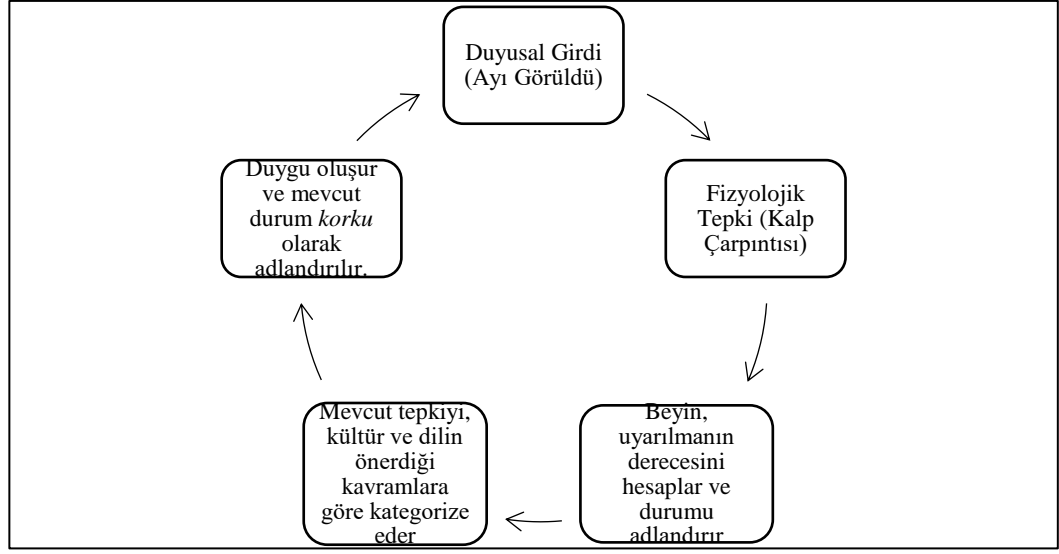 Duyusal Girdi
(Ayı Görüldü)
Fizyolojik
Tepki (Kalp
Çarpıntısı)
Beyin,
uyarılmanın
derecesini
hesaplar ve
durumu
adlandırır
Mevcut tepkiyi,
kültür ve dilin
önerdiği
kavramlara
göre kategorize
eder
Duygu oluşur
ve mevcut
durum korku
olarak
adlandırılır.